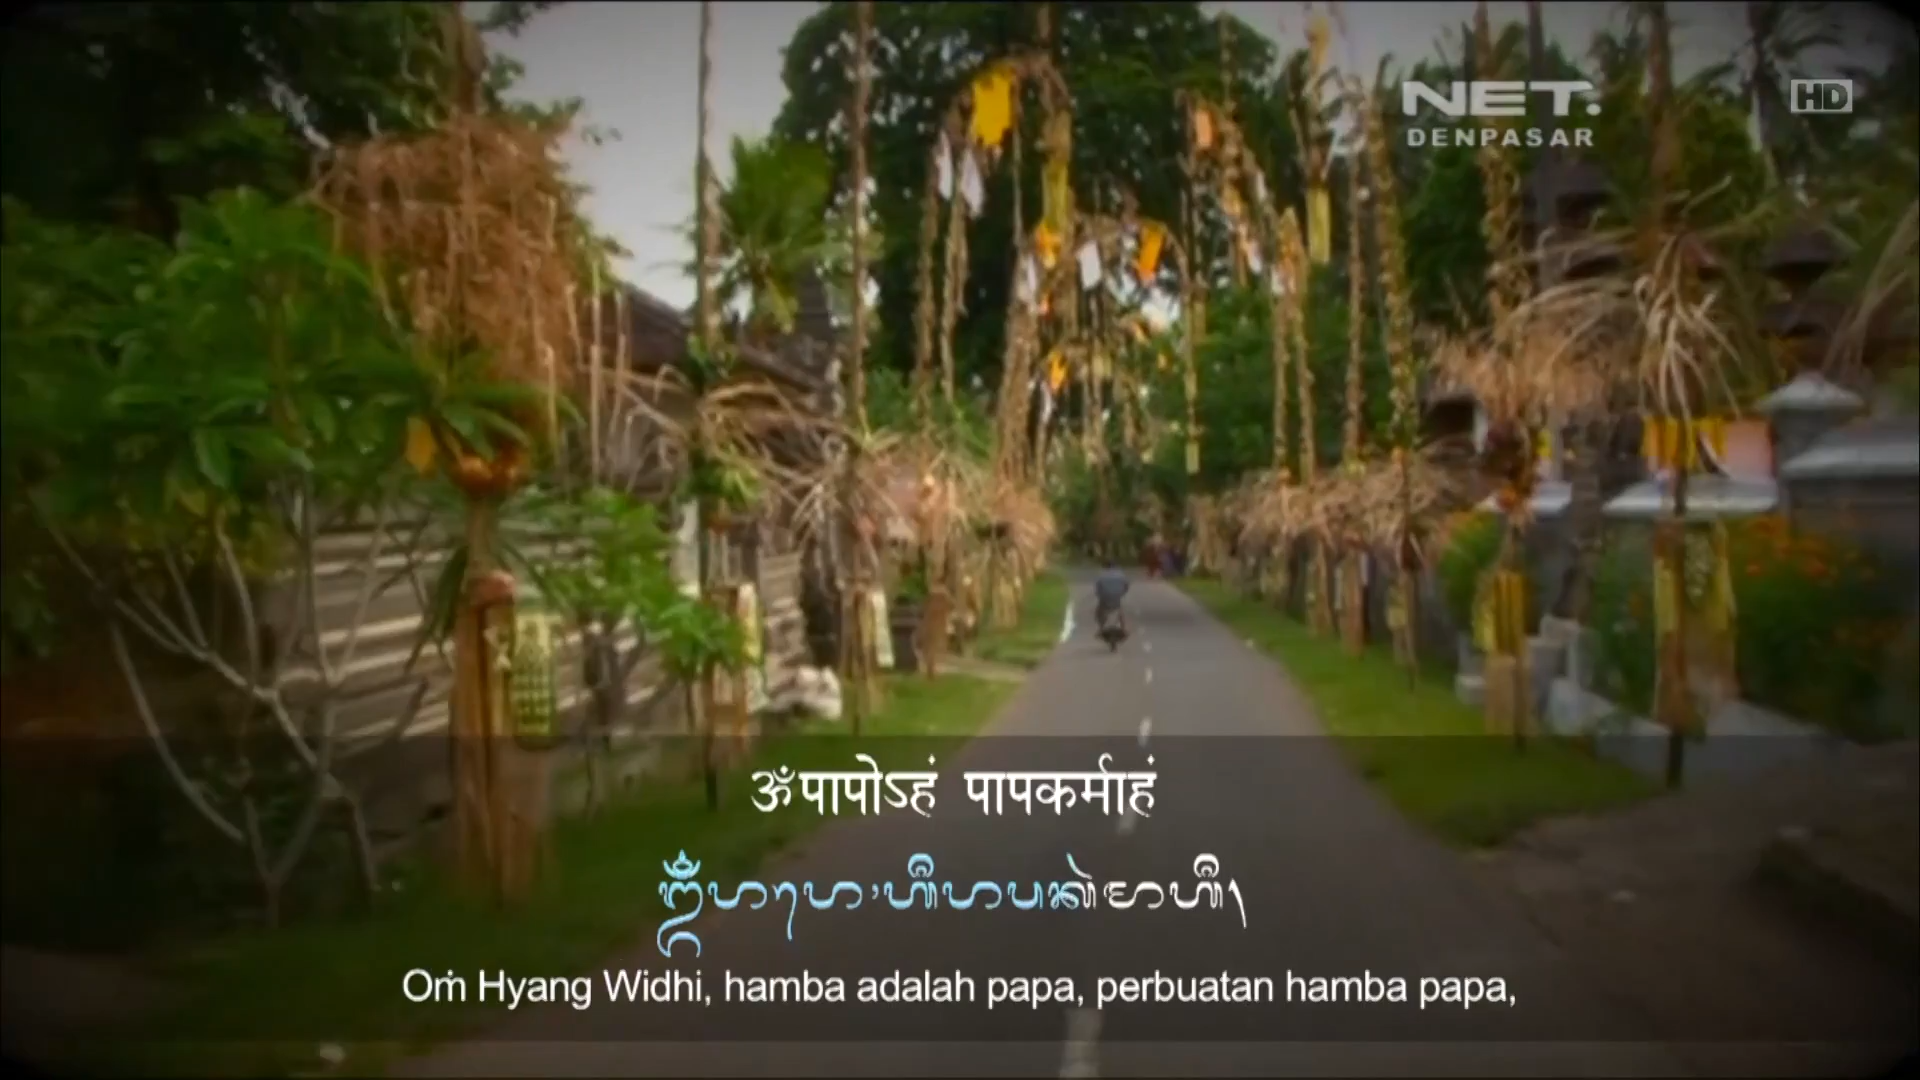 NET.
DENPASAR
HD
ॐ पापोऽहं पापकर्माहं
Oṁ Hyang Widhi, hamba adalah papa, perbuatan hamba papa,